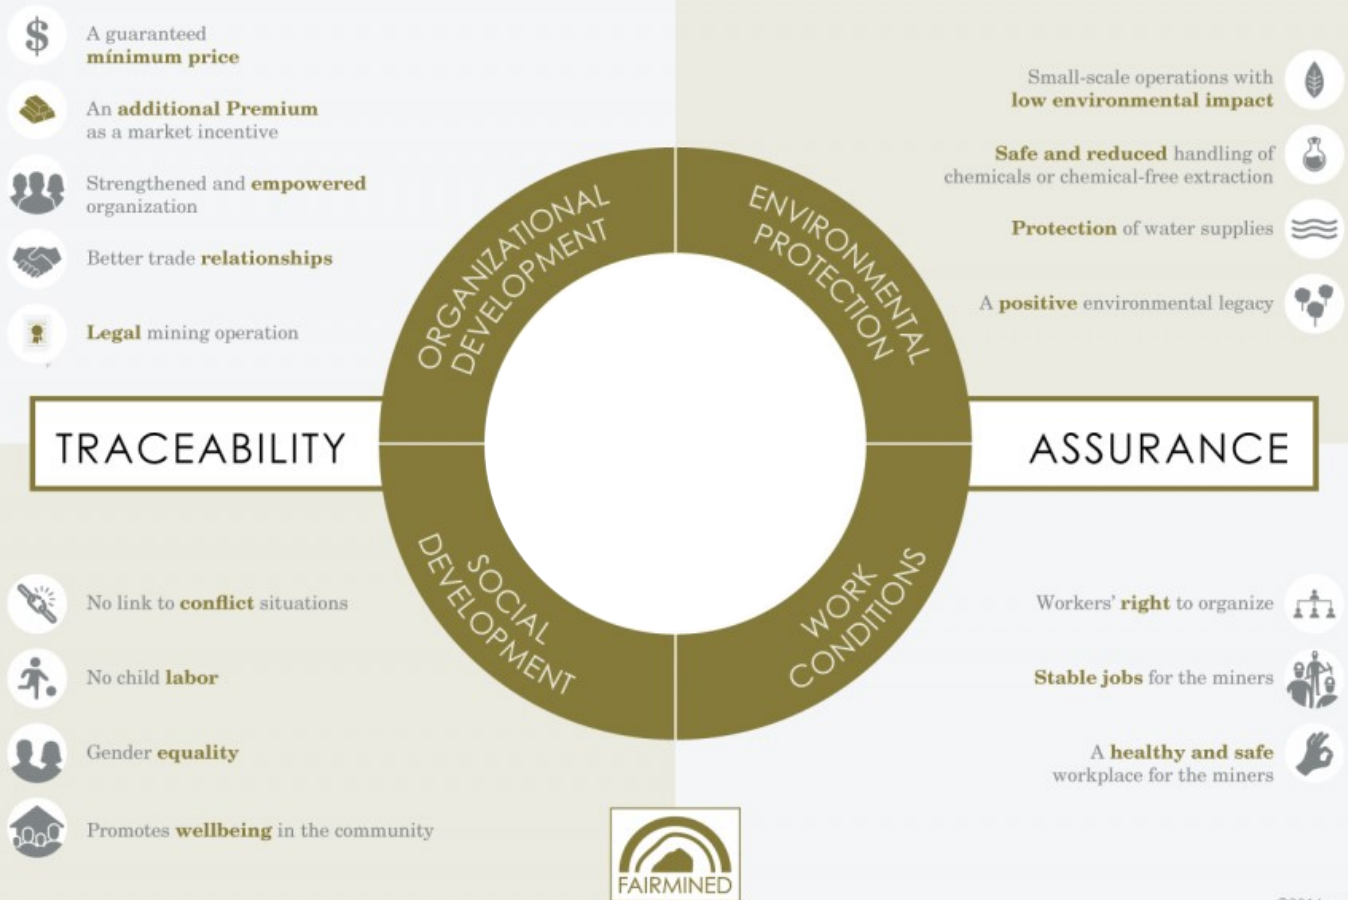 A guaranteed
mínimum price
An additional Premium
as a market incentive
Strengthened and empowered
organization
Better trade relationships
Legal mining operation
Small-scale operations with
low environmental impact
Safe and reduced handling of
chemicals or chemical-free extraction
Protection of water supplies
A positive environmental legacy
ORGANIZATIONAL
DEVELOPMENT
ENVIRONMENTAL
PROTECTION
TRACEABILITY
ASSURANCE
SOCIAL
DEVELOPMENT
WORK
CONDITIONS
No link to conflict situations
No child labor
Gender equality
Promotes wellbeing in the community
Workers' right to organize
Stable jobs for the miners
A healthy and safe
workplace for the miners
FAIRMINED